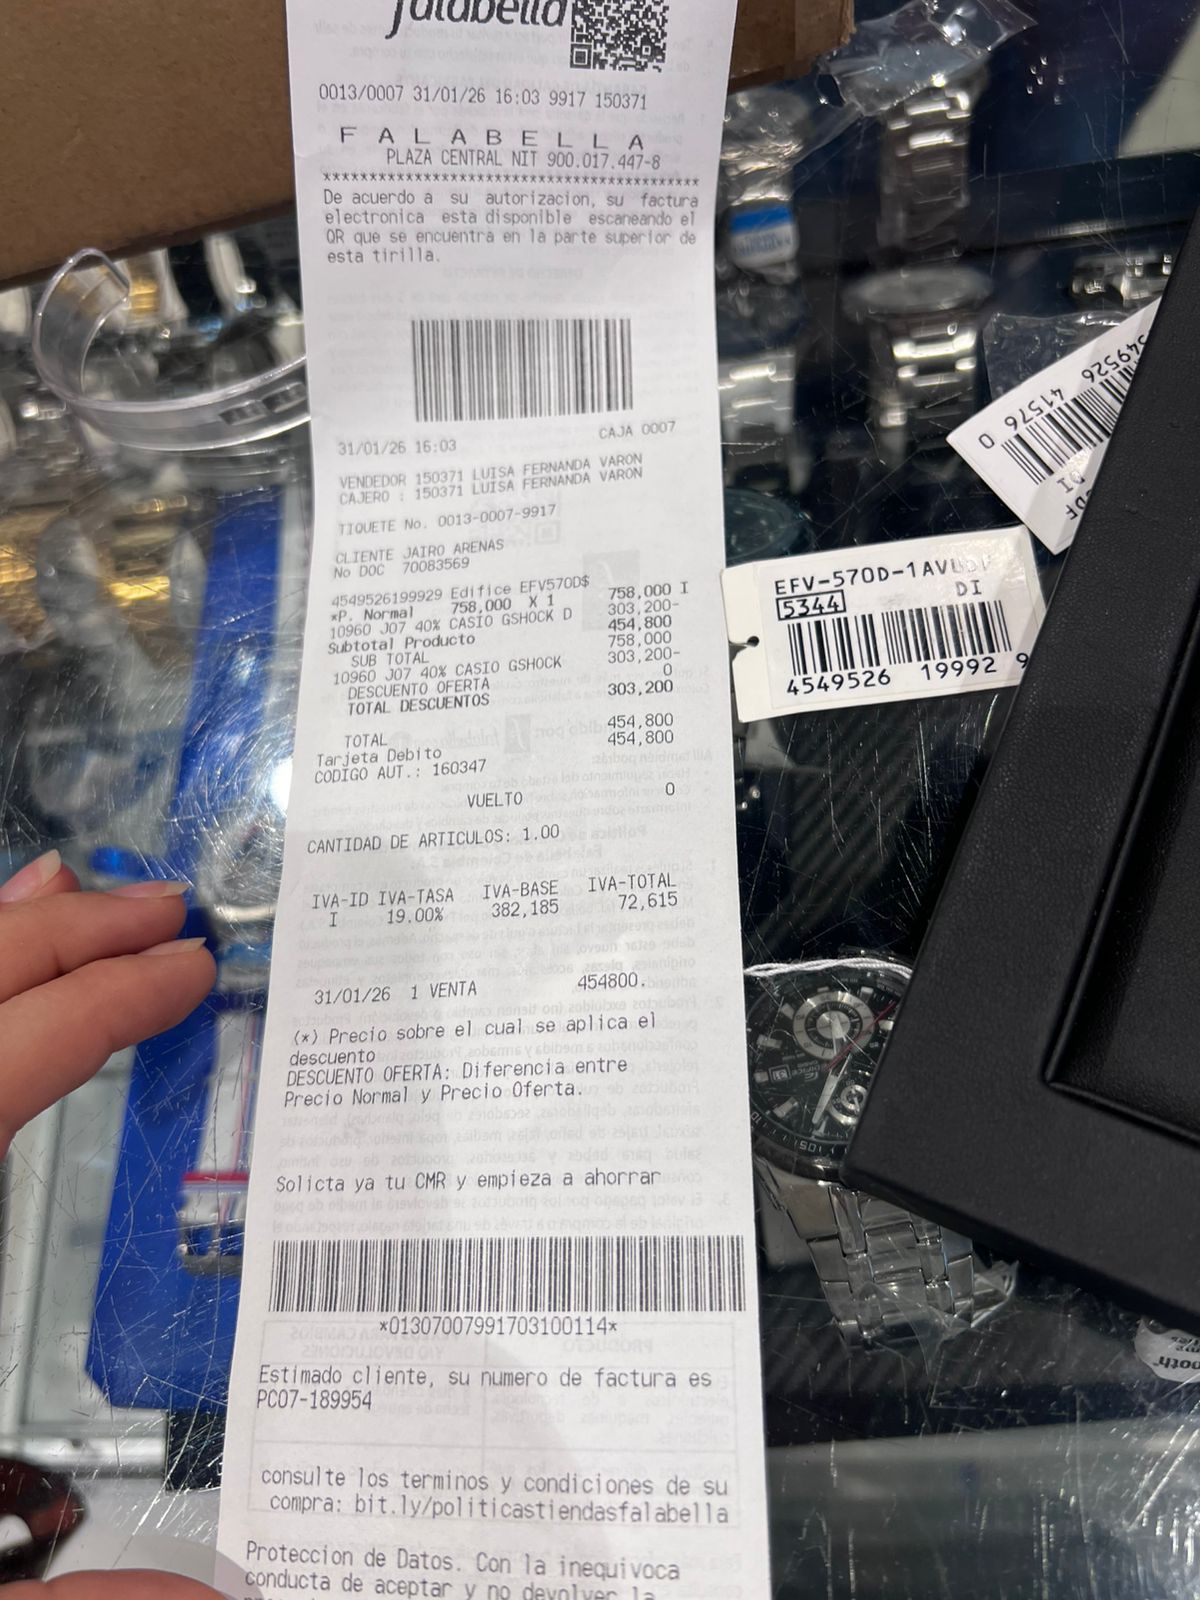 falabella
0013/0007 31/01/26 16:03 9917 150371
F A L A B E L L A
PLAZA CENTRAL NIT 900.017.447-8
******************************************
De acuerdo a su autorizacion, su factura
electronica esta disponible escaneando el
QR que se encuentra en la parte superior de
esta tirilla.
31/01/26 16:03 CAJA 0007
VENDEDOR 150371 LUISA FERNANDA VARON
CAJERO : 150371 LUISA FERNANDA VARON
TIQUETE No. 0013-0007-9917
CLIENTE JAIRO ARENAS
No DOC 70083569
4549526199929 Edifice EFV570D$ 758,000 I
*P. Normal 758,000 X 1
10960 J07 40% CASIO GSHOCK D 303,200-
Subtotal Producto 454,800
SUB TOTAL 758,000
10960 J07 40% CASIO GSHOCK 303,200-
DESCUENTO OFERTA 0
TOTAL DESCUENTOS 303,200
TOTAL 454,800
Tarjeta Debito 454,800
CODIGO AUT.: 160347
VUELTO 0
CANTIDAD DE ARTICULOS: 1.00
IVA-ID IVA-TASA IVA-BASE IVA-TOTAL
I 19.00% 382,185 72,615
31/01/26 1 VENTA 454800.
(*) Precio sobre el cual se aplica el
descuento
DESCUENTO OFERTA: Diferencia entre
Precio Normal y Precio Oferta.
Solicta ya tu CMR y empieza a ahorrar
*01307007991703100114*
Estimado cliente, su numero de factura es
PC07-189954
consulte los terminos y condiciones de su
compra: bit.ly/politicastiendasfalabella
Proteccion de Datos. Con la inequivoca
conducta de aceptar y no devolver la
EFV-570D-1AVUDF
DI
5344
4549526 19992 9
549526 41576 0
DI